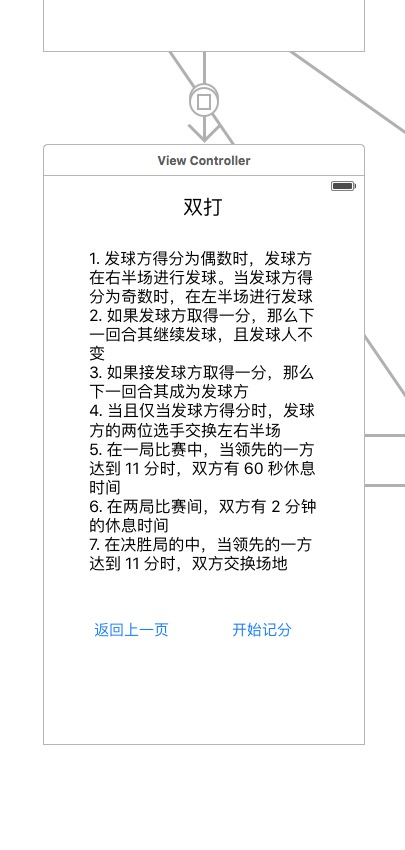 View Controller
双打
1. 发球方得分为偶数时，发球方
在右半场进行发球。当发球方得
分为奇数时，在左半场进行发球
2. 如果发球方取得一分，那么下
一回合其继续发球，且发球人不
变
3. 如果接发球方取得一分，那么
下一回合其成为发球方
4. 当且仅当发球方得分时，发球
方的两位选手交换左右半场
5. 在一局比赛中，当领先的一方
达到 11 分时，双方有 60 秒休息
时间
6. 在两局比赛间，双方有 2 分钟
的休息时间
7. 在决胜局的中，当领先的一方
达到 11 分时，双方交换场地
返回上一页 开始记分